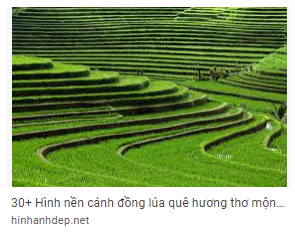 30+ Hình nền cánh đồng lúa quê hương thơ mộn...
hinhanhdep.net